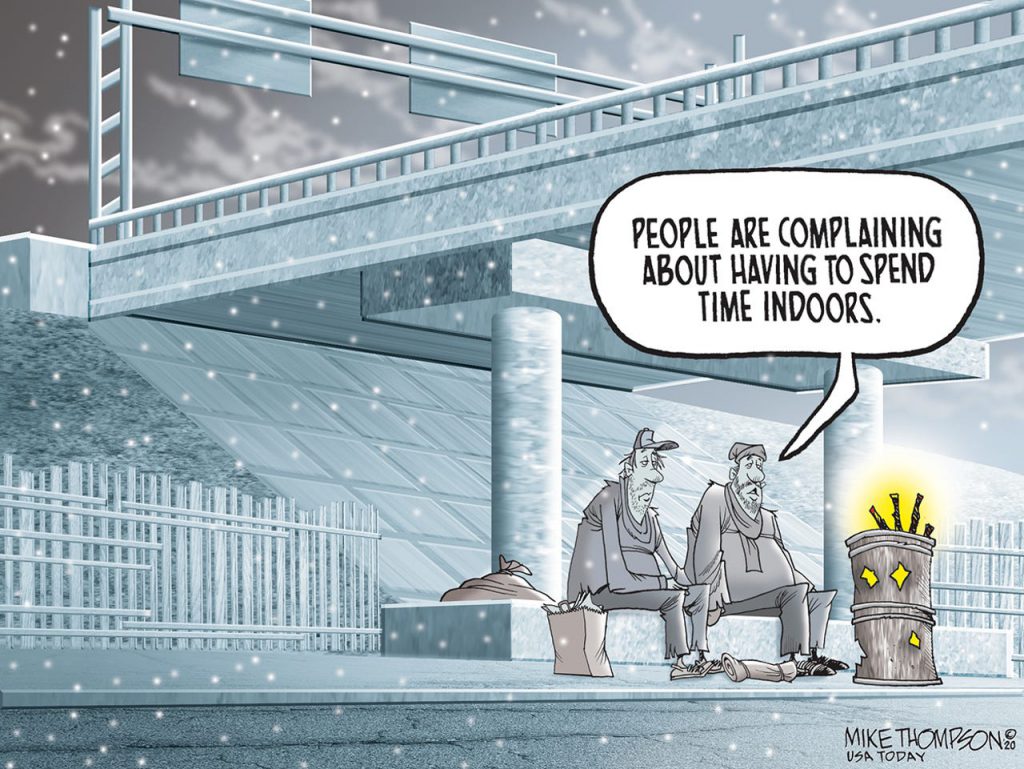 PEOPLE ARE COMPLAINING
ABOUT HAVING TO SPEND
TIME INDOORS.
MIKE THOMPSON © 20
USA TODAY